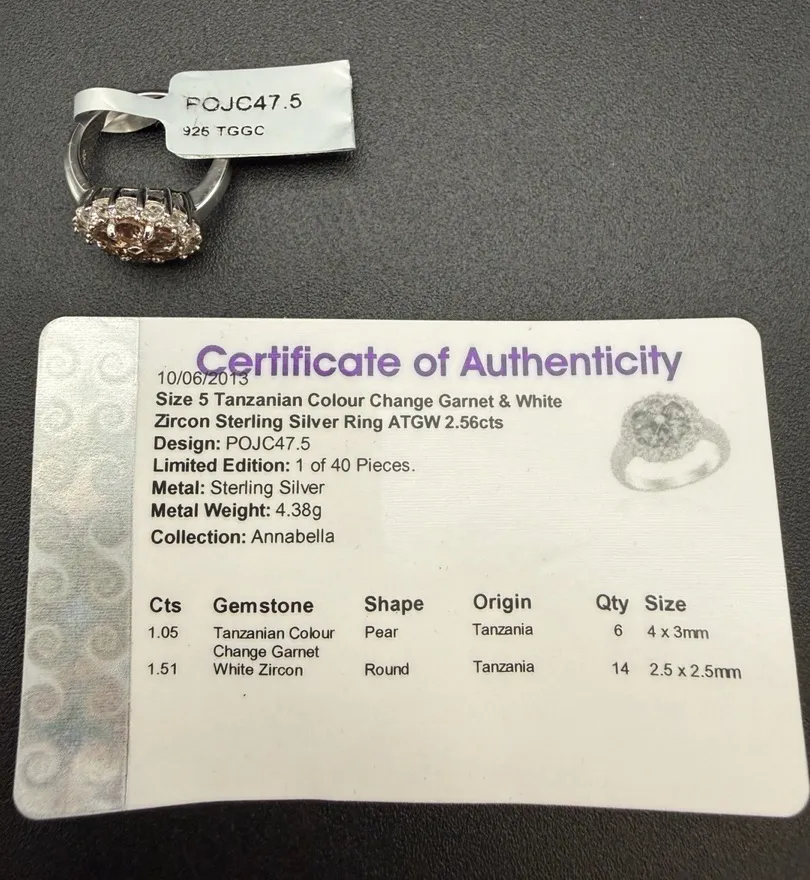 POJC47.5
925 TGGC
Certificate of Authenticity
10/06/2013
Size 5 Tanzanian Colour Change Garnet & White
Zircon Sterling Silver Ring ATGW 2.56cts
Design: POJC47.5
Limited Edition: 1 of 40 Pieces.
Metal: Sterling Silver
Metal Weight: 4.38g
Collection: Annabella
Cts Gemstone Shape Origin Qty Size
1.05 Tanzanian Colour Pear Tanzania 6 4 x 3mm
Change Garnet
1.51 White Zircon Round Tanzania 14 2.5 x 2.5mm